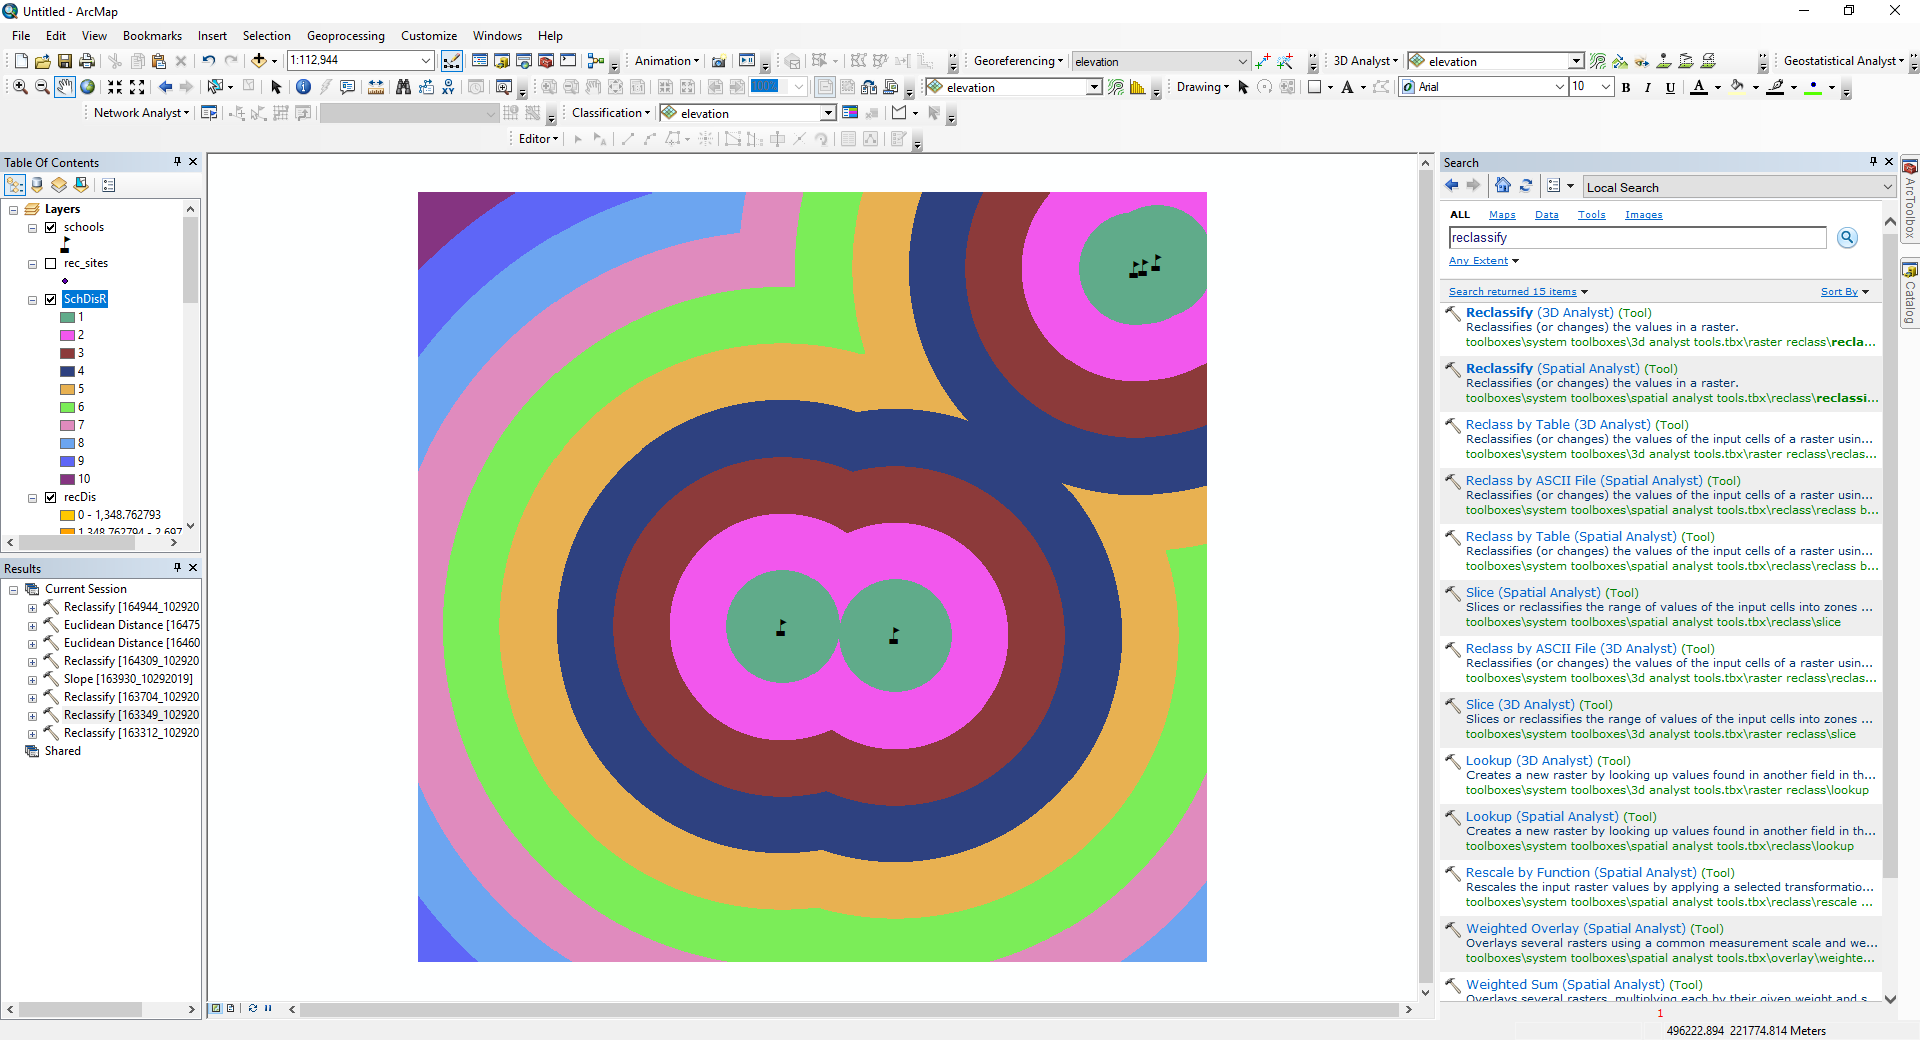 Untitled - ArcMap
File Edit View Bookmarks Insert Selection Geoprocessing Customize Windows Help
1:112,944 Animation Georeferencing elevation 3D Analyst elevation Geostatistical Analyst
100% elevation Drawing A Arial 10 B I U A
Network Analyst Classification elevation
Editor
Table Of Contents
Layers
schools
rec_sites
SchDisR
1
2
3
4
5
6
7
8
9
10
recDis
0 - 1,348.762793
1,348.762794 - 2,697
Results
Current Session
Reclassify [164944_102920
Euclidean Distance [16475
Euclidean Distance [16460
Reclassify [164309_102920
Slope [163930_10292019]
Reclassify [163704_102920
Reclassify [163349_102920
Reclassify [163312_102920
Shared
Search
Local Search
ALL Maps Data Tools Images
reclassify
Any Extent
Search returned 15 items Sort By
Reclassify (3D Analyst) (Tool)
Reclassifies (or changes) the values in a raster.
toolboxes\system toolboxes\3d analyst tools.tbx\raster reclass\recla...
Reclassify (Spatial Analyst) (Tool)
Reclassifies (or changes) the values in a raster.
toolboxes\system toolboxes\spatial analyst tools.tbx\reclass\reclassi...
Reclass by Table (3D Analyst) (Tool)
Reclassifies (or changes) the values of the input cells of a raster usin...
toolboxes\system toolboxes\3d analyst tools.tbx\raster reclass\reclas...
Reclass by ASCII File (Spatial Analyst) (Tool)
Reclassifies (or changes) the values of the input cells of a raster usin...
toolboxes\system toolboxes\spatial analyst tools.tbx\reclass\reclass b...
Reclass by Table (Spatial Analyst) (Tool)
Reclassifies (or changes) the values of the input cells of a raster usin...
toolboxes\system toolboxes\spatial analyst tools.tbx\reclass\reclass b...
Slice (Spatial Analyst) (Tool)
Slices or reclassifies the range of values of the input cells into zones ...
toolboxes\system toolboxes\spatial analyst tools.tbx\reclass\slice
Reclass by ASCII File (3D Analyst) (Tool)
Reclassifies (or changes) the values of the input cells of a raster usin...
toolboxes\system toolboxes\3d analyst tools.tbx\raster reclass\reclas...
Slice (3D Analyst) (Tool)
Slices or reclassifies the range of values of the input cells into zones ...
toolboxes\system toolboxes\3d analyst tools.tbx\raster reclass\slice
Lookup (3D Analyst) (Tool)
Creates a new raster by looking up values found in another field in th...
toolboxes\system toolboxes\3d analyst tools.tbx\raster reclass\lookup
Lookup (Spatial Analyst) (Tool)
Creates a new raster by looking up values found in another field in th...
toolboxes\system toolboxes\spatial analyst tools.tbx\reclass\lookup
Rescale by Function (Spatial Analyst) (Tool)
Rescales the input raster values by applying a selected transformatio...
toolboxes\system toolboxes\spatial analyst tools.tbx\reclass\rescale ...
Weighted Overlay (Spatial Analyst) (Tool)
Overlays several rasters using a common measurement scale and we...
toolboxes\system toolboxes\spatial analyst tools.tbx\overlay\weighte...
Weighted Sum (Spatial Analyst) (Tool)
Overlays several rasters, multiplying each by their given weight and s...
1
ArcToolbox
Catalog
496222.894 221774.814 Meters